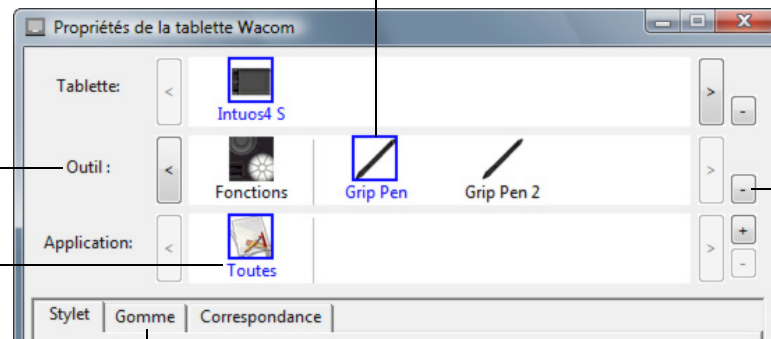 Propriétés de la tablette Wacom
Tablette:
<
>
-
Intuos4 S
Outil :
<
>
-
Fonctions Grip Pen Grip Pen 2
Application:
<
>
+
-
Toutes
Stylet Gomme Correspondance